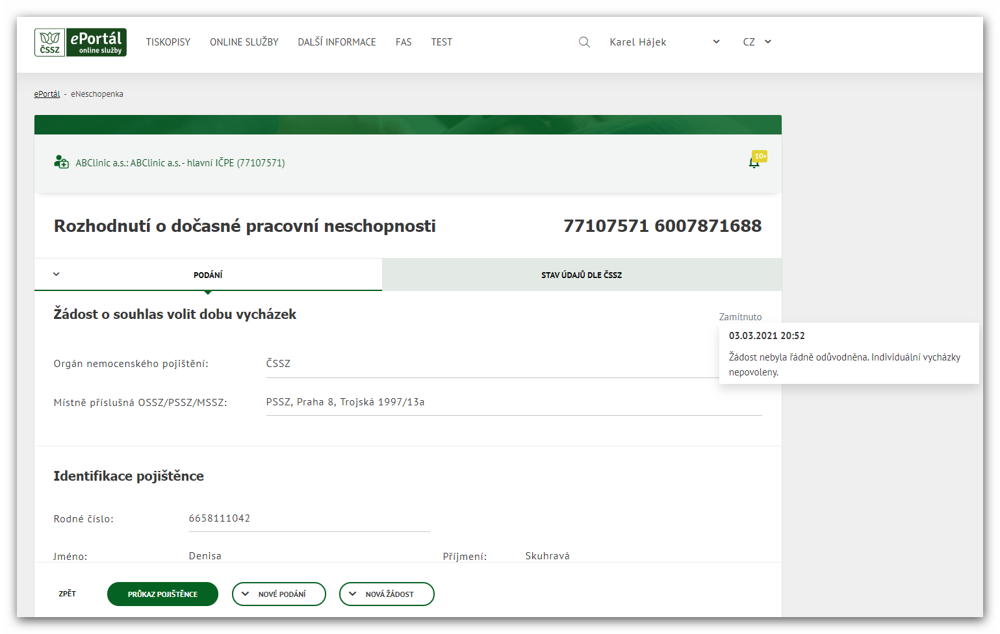 ČSSZ ePortál online služby
TISKOPISY ONLINE SLUŽBY DALŠÍ INFORMACE FAS TEST Karel Hájek CZ
ePortál - eNeschopenka
ABClinic a.s.: ABClinic a.s. - hlavní IČPE (77107571) 10+
Rozhodnutí o dočasné pracovní neschopnosti 77107571 6007871688
PODÁNÍ STAV ÚDAJŮ DLE ČSSZ
Žádost o souhlas volit dobu vycházek Zamítnuto
03.03.2021 20:52
Žádost nebyla řádně odůvodněna. Individuální vycházky
nepovoleny.
Orgán nemocenského pojištění: ČSSZ
Místně příslušná OSSZ/PSSZ/MSSZ: PSSZ, Praha 8, Trojská 1997/13a
Identifikace pojištěnce
Rodné číslo: 6658111042
Jméno: Denisa Příjmení: Skuhravá
ZPĚT PRŮKAZ POJIŠTĚNCE NOVÉ PODÁNÍ NOVÁ ŽÁDOST